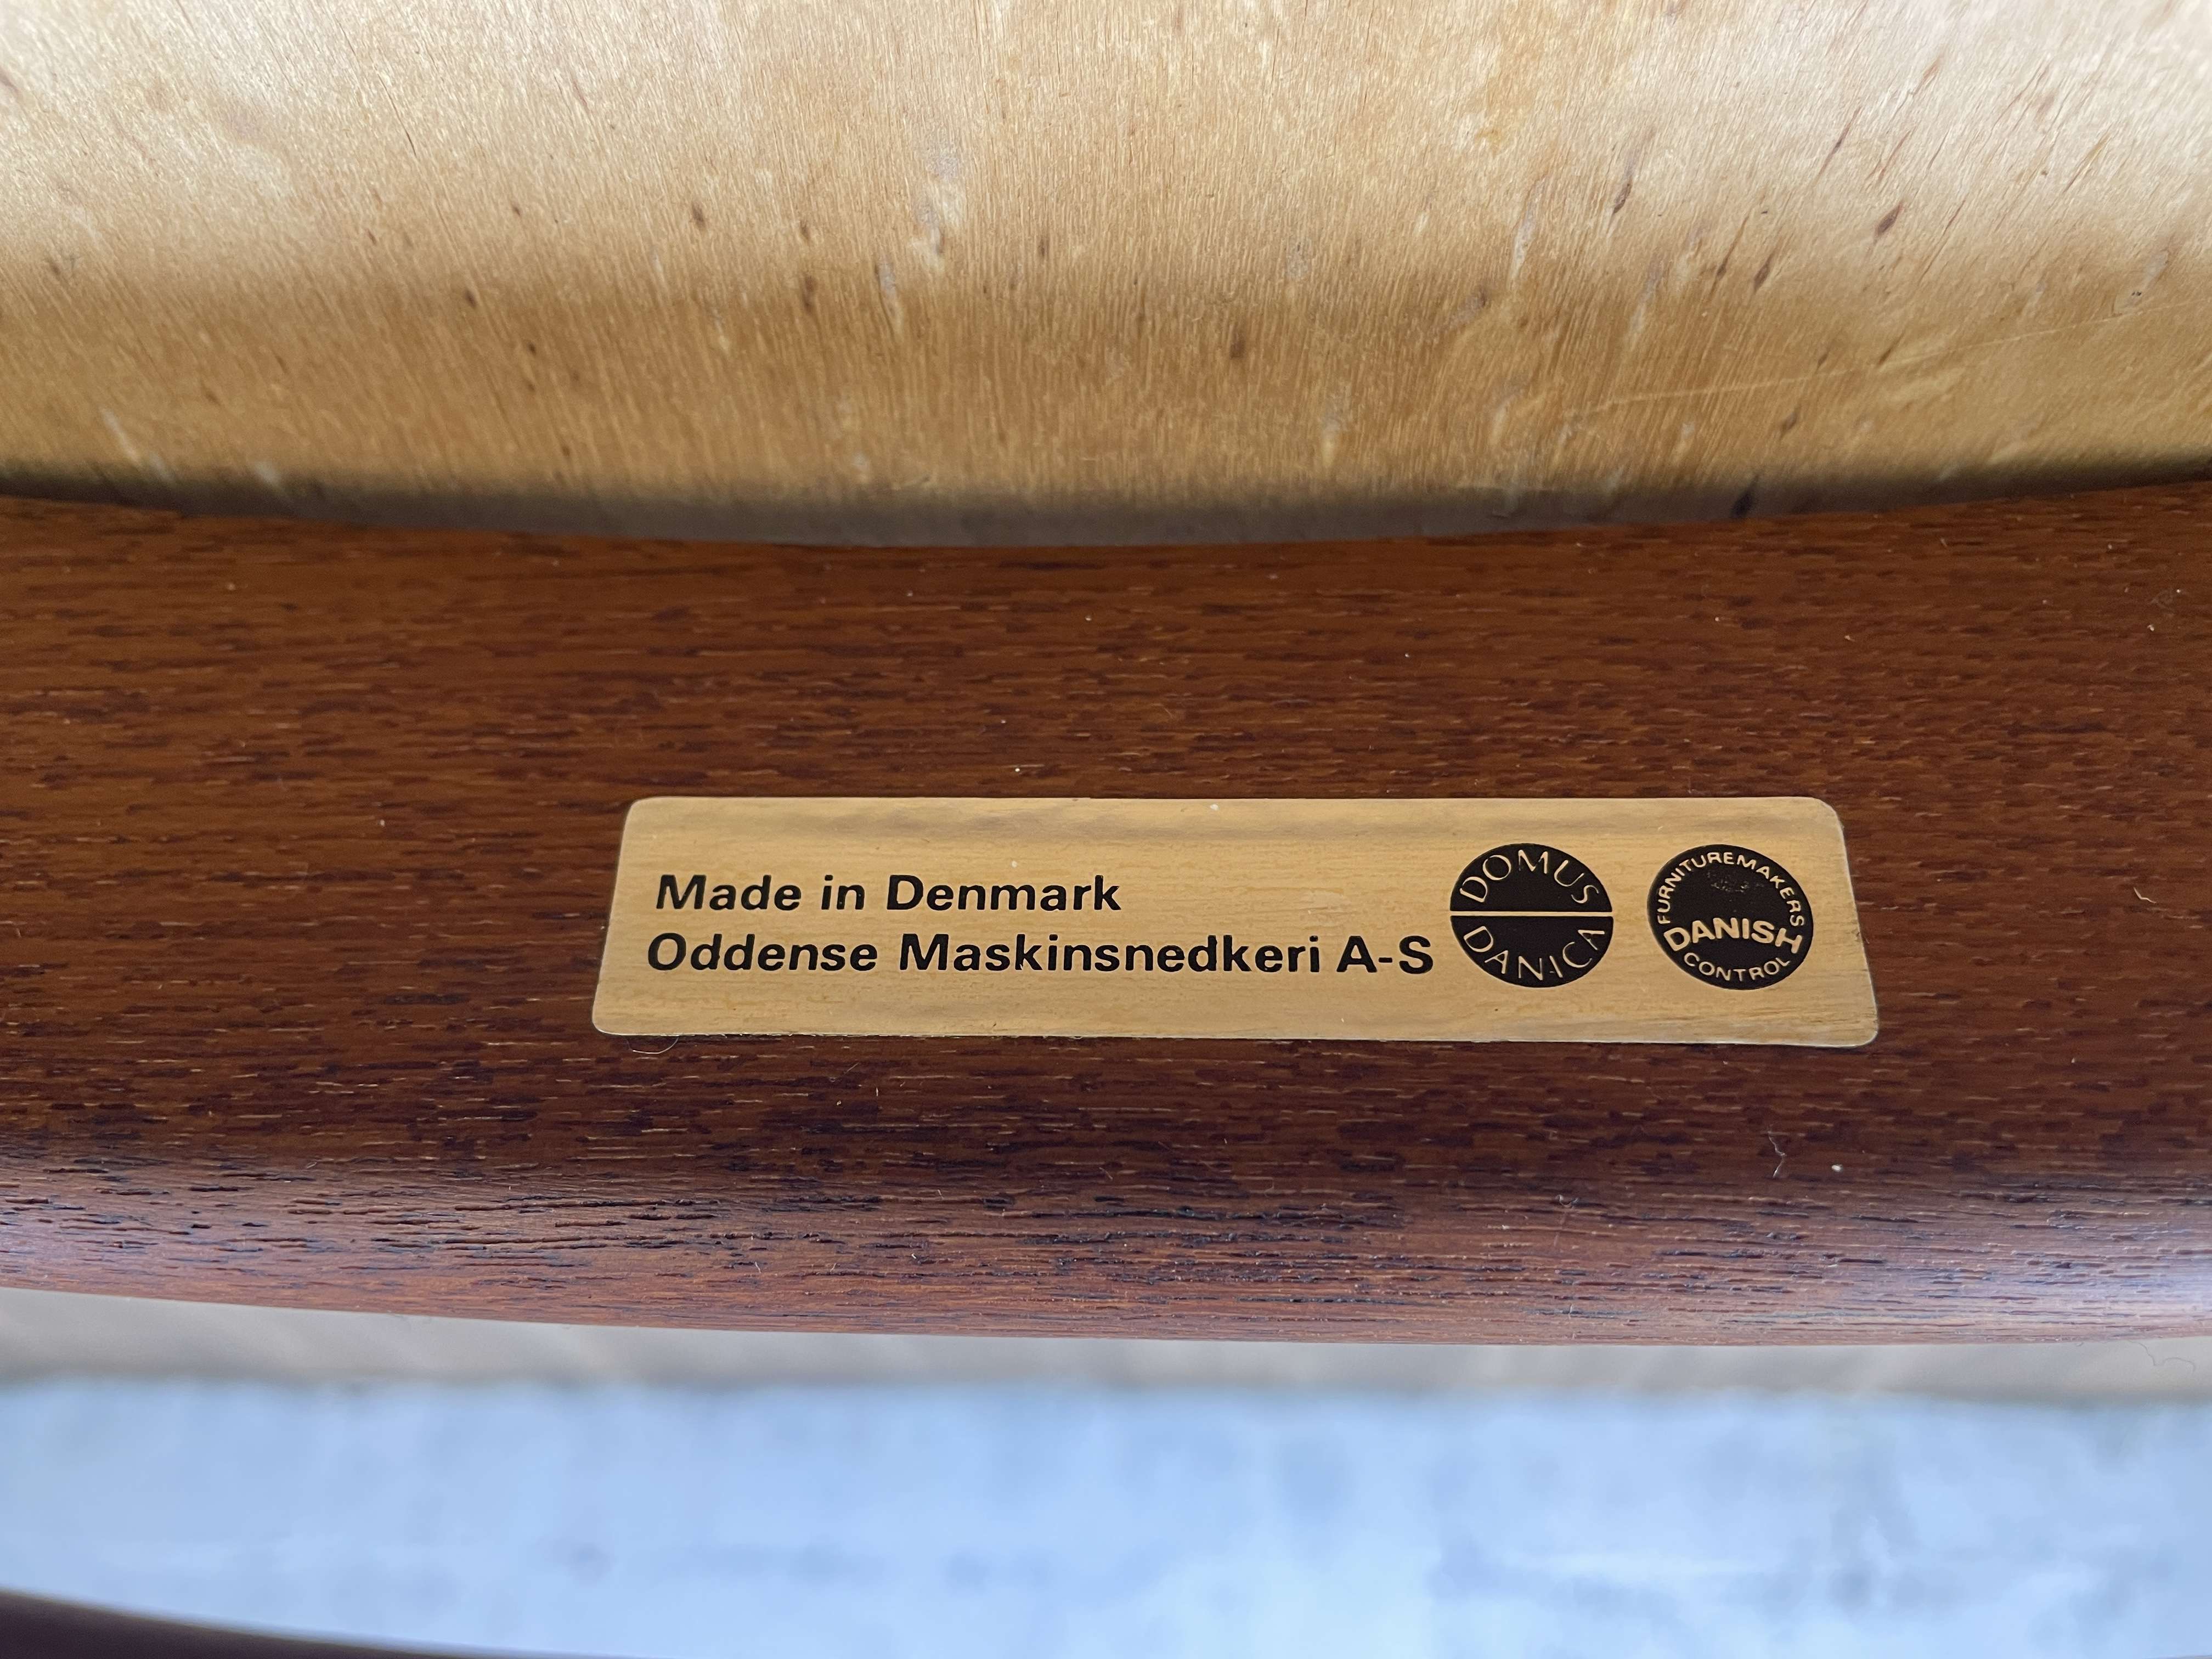 Made in Denmark
Oddense Maskinsnedkeri A-S
DOMUS
DANICA
FURNITUREMAKERS
DANISH
CONTROL